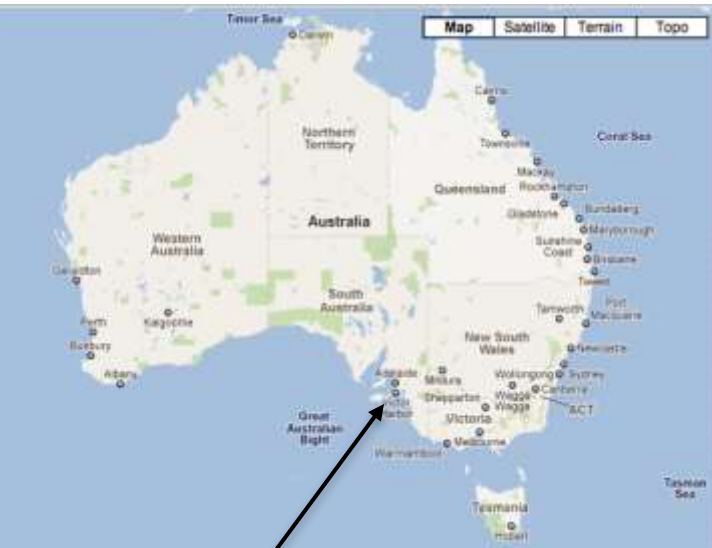 Timor Sea
Map Satellite Terrain Topo
Darwin
Cairns
Northern
Territory
Townsville
Coral Sea
Mackay
Queensland
Rockhampton
Gladstone
Bundaberg
Australia
Maryborough
Western
Australia
Sunshine
Coast
Brisbane
Geraldton
Tweed
South
Australia
Tamworth
Port
Macquarie
Perth
Kalgoorlie
New South
Wales
Newcastle
Bunbury
Albany
Adelaide
Mildura
Wollongong
Sydney
Canberra
Victor
Harbor
Shepparton
Wagga
Wagga
ACT
Great
Australian
Bight
Victoria
Melbourne
Warrnambool
Tasman
Sea
Tasmania
Hobart